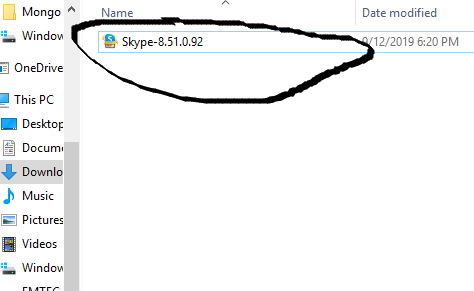 Name
Date modified
Mongo
Window
OneDrive
This PC
Desktop
Docume
Downlo
Music
Pictures
Videos
Window
EMTEC
Skype-8.51.0.92
9/12/2019 6:20 PM